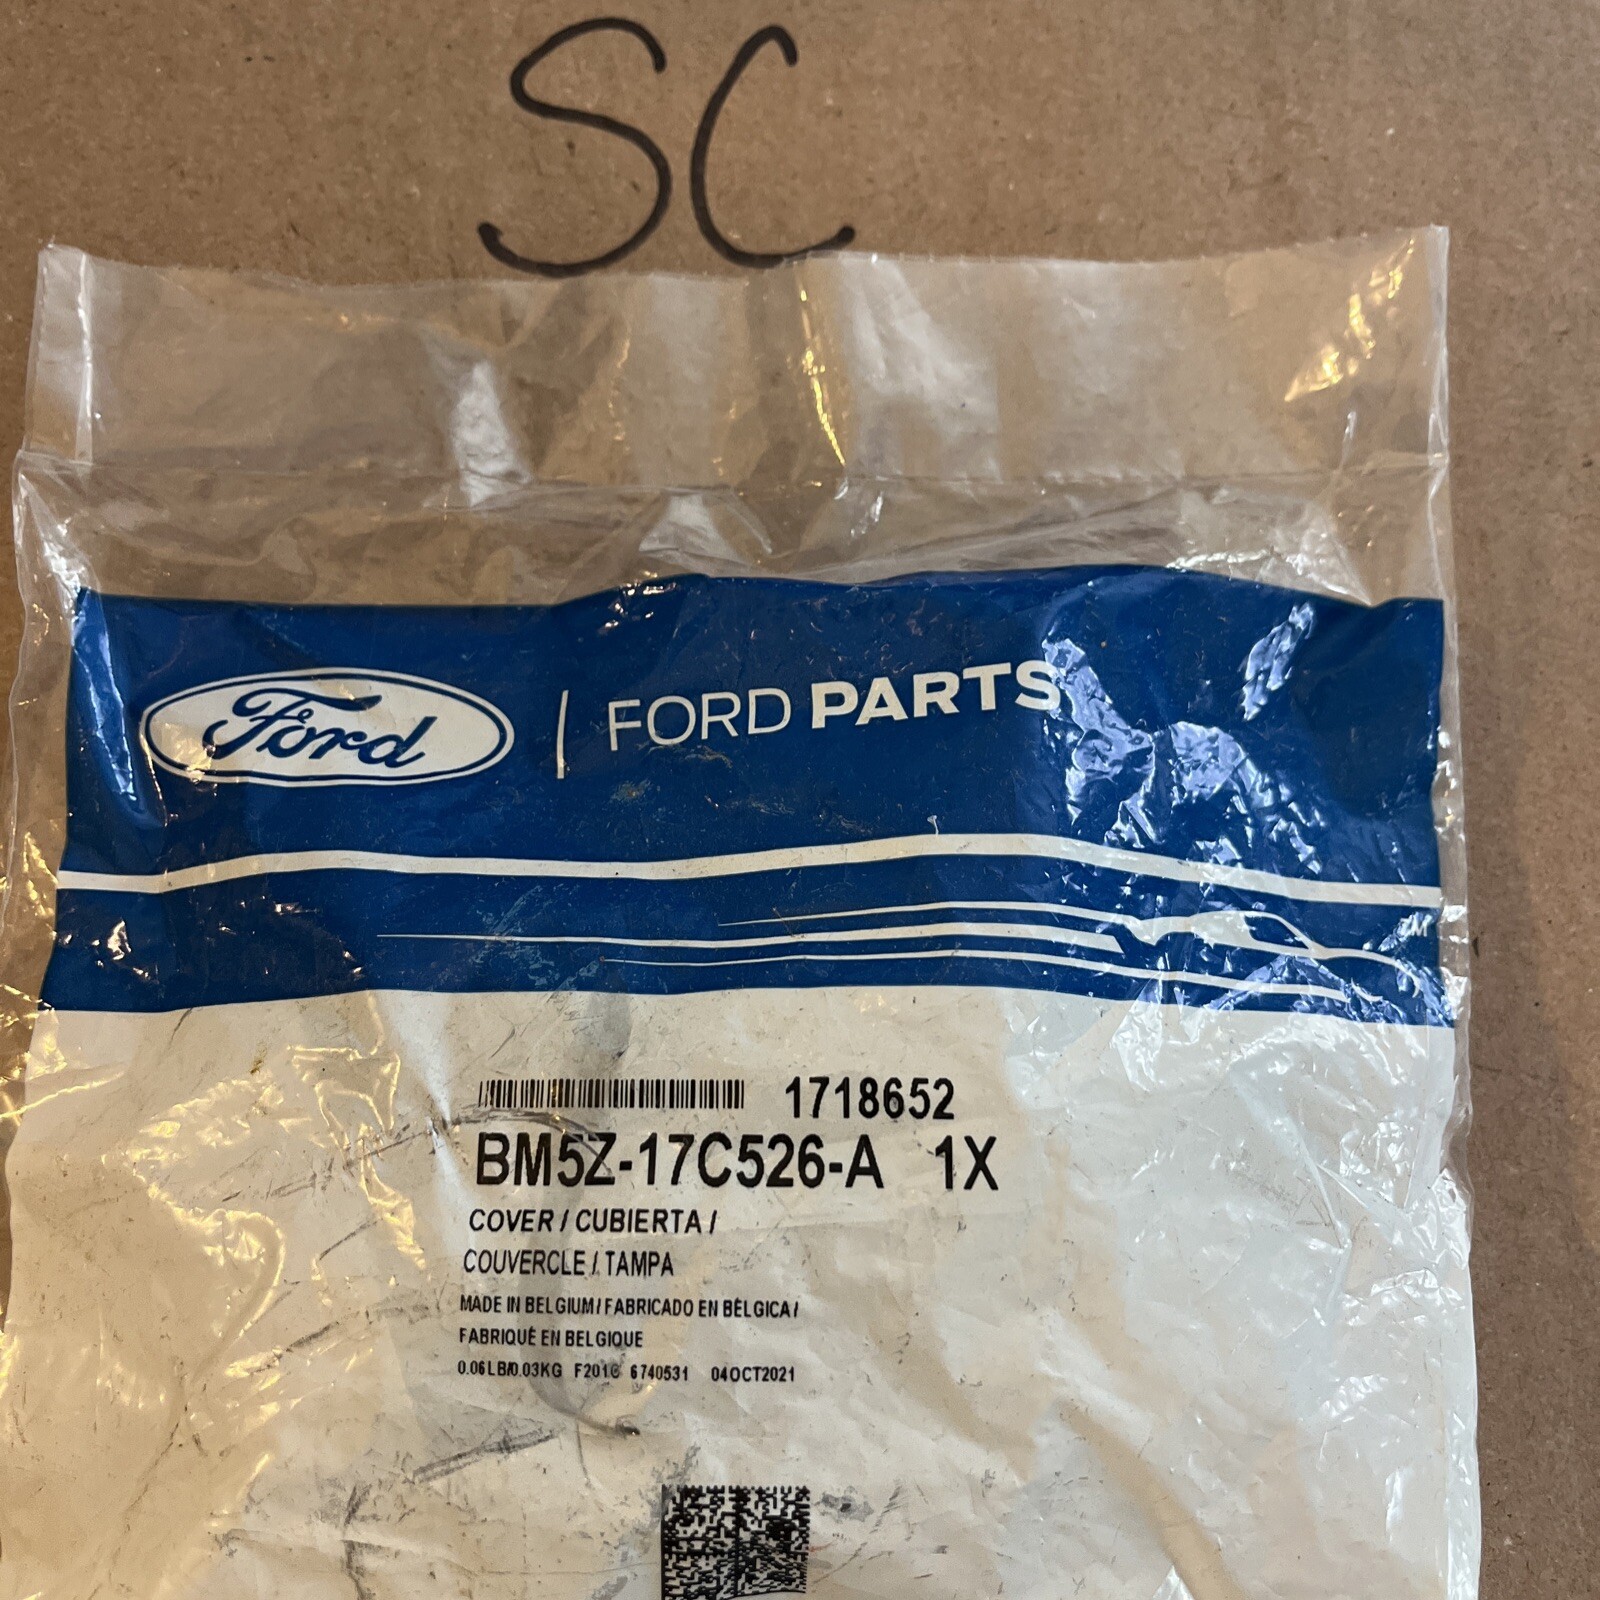 SC
Ford | FORD PARTS
1718652
BM5Z-17C526-A 1X
COVER / CUBIERTA /
COUVERCLE / TAMPA
MADE IN BELGIUM / FABRICADO EN BÉLGICA /
FABRIQUÉ EN BELGIQUE
0.06LB/0.03KG 6740531 04OCT2021